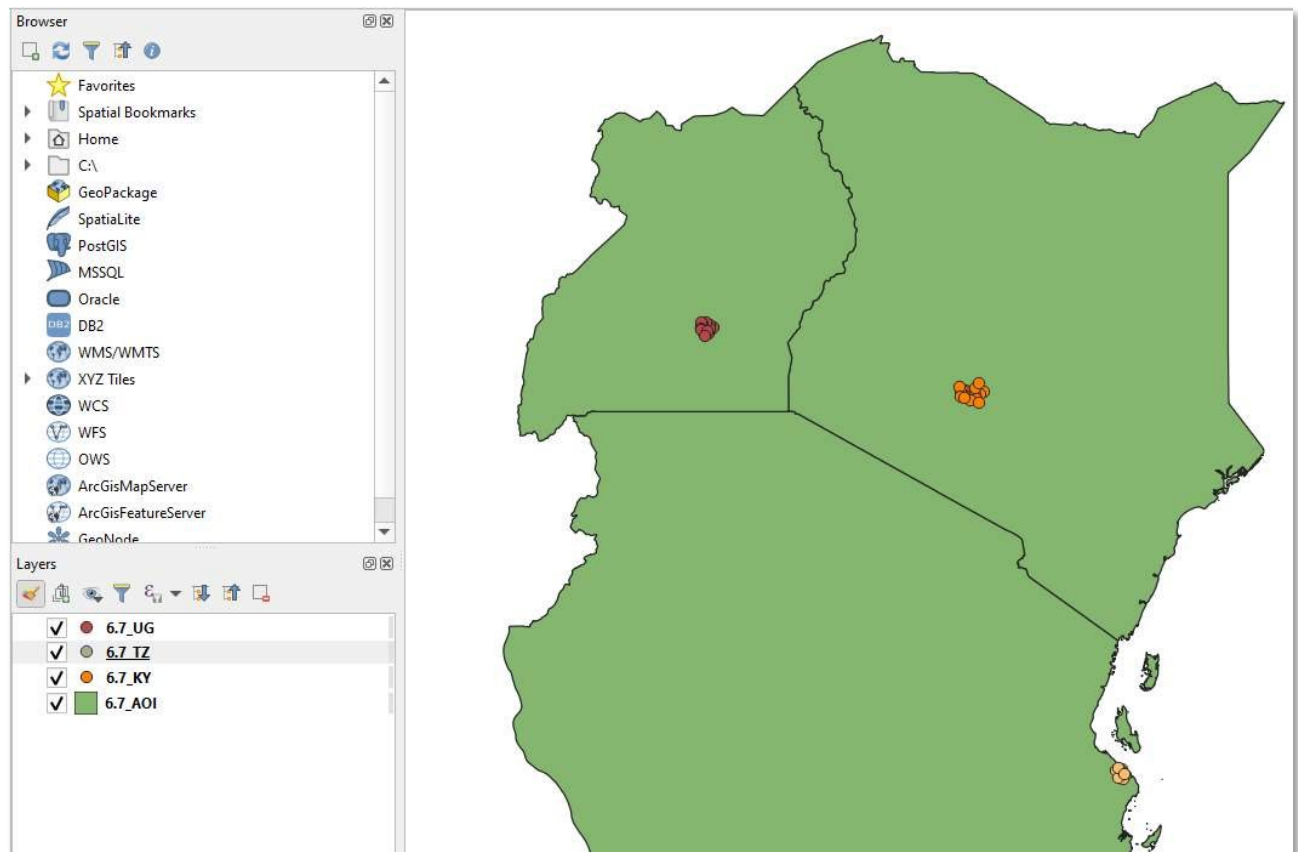 Browser
Favorites
Spatial Bookmarks
Home
C:\
GeoPackage
SpatiaLite
PostGIS
MSSQL
Oracle
DB2 DB2
WMS/WMTS
XYZ Tiles
WCS
WFS
OWS
ArcGisMapServer
ArcGisFeatureServer
GeoNode
Layers
6.7_UG
6.7_TZ
6.7_KY
6.7_AOI